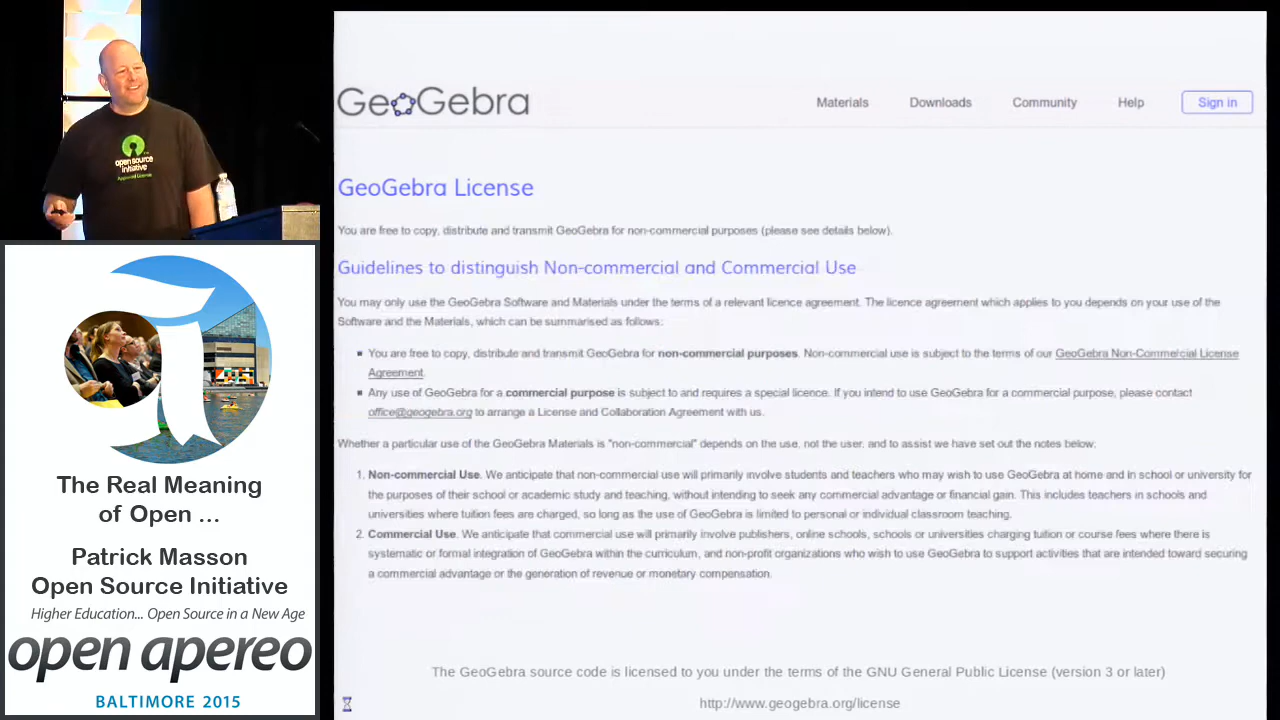 open source
initiative
Approved License
The Real Meaning
of Open ...
Patrick Masson
Open Source Initiative
Higher Education... Open Source in a New Age
open apereo
BALTIMORE 2015
GeoGebra
Materials
Downloads
Community
Help
Sign in
GeoGebra License
You are free to copy, distribute and transmit GeoGebra for non-commercial purposes (please see details below).
Guidelines to distinguish Non-commercial and Commercial Use
You may only use the GeoGebra Software and Materials under the terms of a relevant licence agreement. The licence agreement which applies to you depends on your use of the
Software and the Materials, which can be summarised as follows:
You are free to copy, distribute and transmit GeoGebra for non-commercial purposes. Non-commercial use is subject to the terms of our GeoGebra Non-Commercial License
Agreement.
Any use of GeoGebra for a commercial purpose is subject to and requires a special licence. If you intend to use GeoGebra for a commercial purpose, please contact
office@geogebra.org to arrange a License and Collaboration Agreement with us.
Whether a particular use of the GeoGebra Materials is "non-commercial" depends on the use, not the user, and to assist we have set out the notes below:
1. Non-commercial Use. We anticipate that non-commercial use will primarily involve students and teachers who may wish to use GeoGebra at home and in school or university for
the purposes of their school or academic study and teaching, without intending to seek any commercial advantage or financial gain. This includes teachers in schools and
universities where tuition fees are charged, so long as the use of GeoGebra is limited to personal or individual classroom teaching.
2. Commercial Use. We anticipate that commercial use will primarily involve publishers, online schools, schools or universities charging tuition or course fees where there is
systematic or formal integration of GeoGebra within the curriculum, and non-profit organizations who wish to use GeoGebra to support activities that are intended toward securing
a commercial advantage or the generation of revenue or monetary compensation.
The GeoGebra source code is licensed to you under the terms of the GNU General Public License (version 3 or later)
http://www.geogebra.org/license